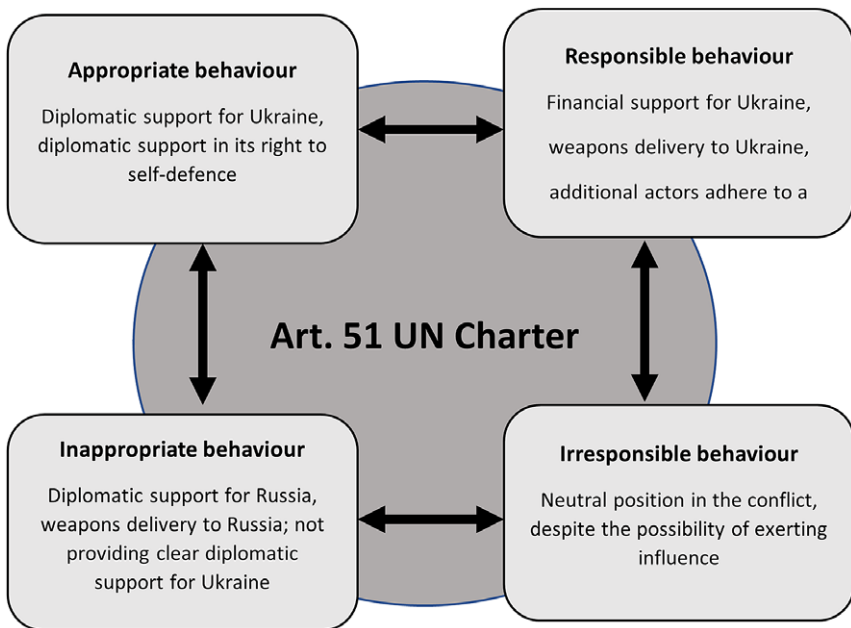 Appropriate behaviour
Diplomatic support for Ukraine,
diplomatic support in its right to
self-defence
Responsible behaviour
Financial support for Ukraine,
weapons delivery to Ukraine,
additional actors adhere to a
Art. 51 UN Charter
Inappropriate behaviour
Diplomatic support for Russia,
weapons delivery to Russia; not
providing clear diplomatic
support for Ukraine
Irresponsible behaviour
Neutral position in the conflict,
despite the possibility of exerting
influence